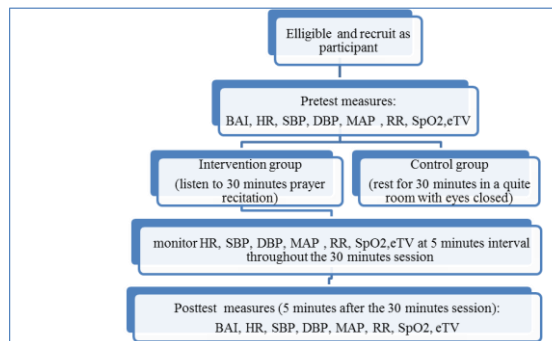 Elligible and recruit as
participant
Pretest measures:
BAI, HR, SBP, DBP, MAP , RR, SpO2,eTV
Intervention group
(listen to 30 minutes prayer
recitation)
Control group
(rest for 30 minutes in a quite
room with eyes closed)
monitor HR, SBP, DBP, MAP , RR, SpO2,eTV at 5 minutes interval
throughout the 30 minutes session
Posttest measures (5 minutes after the 30 minutes session):
BAI, HR, SBP, DBP, MAP, RR, SpO2, eTV